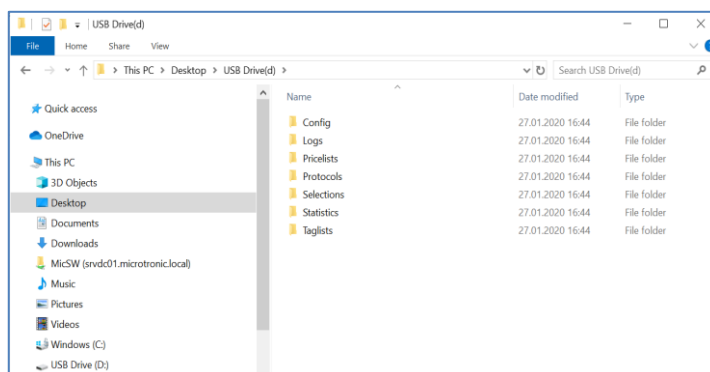 USB Drive(d)
File Home Share View
This PC > Desktop > USB Drive(d) >
Search USB Drive(d)
Name Date modified Type
Quick access
OneDrive
This PC
3D Objects
Desktop
Documents
Downloads
MicSW (srvdc01.microtronic.local)
Music
Pictures
Videos
Windows (C:)
USB Drive (D:)
Config 27.01.2020 16:44 File folder
Logs 27.01.2020 16:44 File folder
Pricelists 27.01.2020 16:44 File folder
Protocols 27.01.2020 16:44 File folder
Selections 27.01.2020 16:44 File folder
Statistics 27.01.2020 16:44 File folder
Taglists 27.01.2020 16:44 File folder